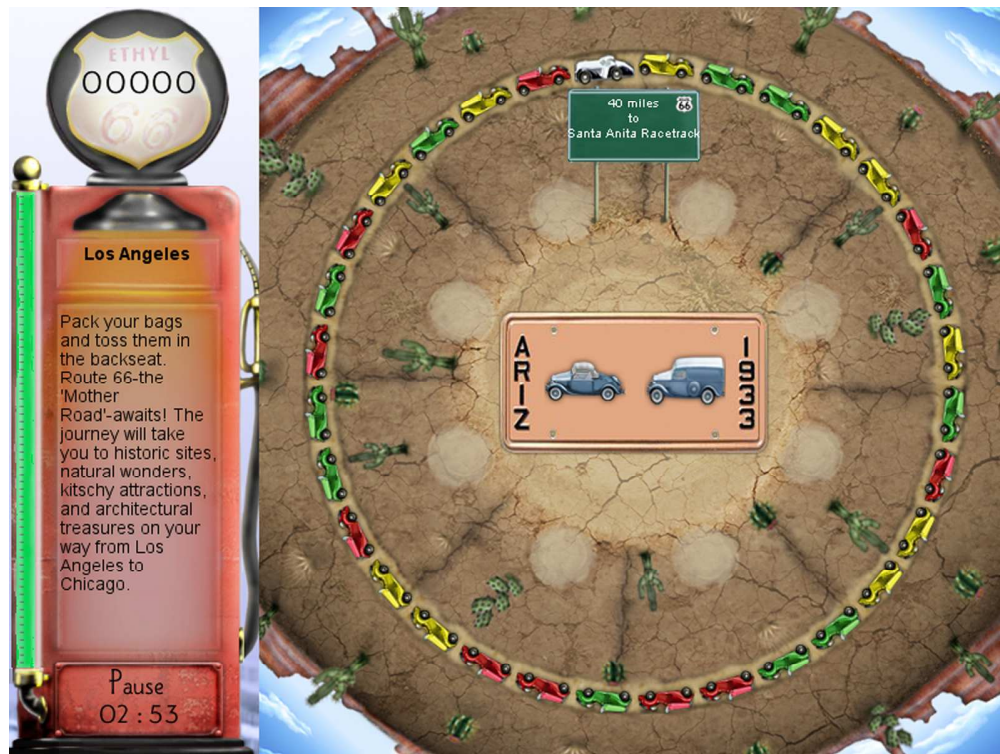 ETHYL
00000
66
Los Angeles
Pack your bags
and toss them in
the backseat.
Route 66-the
'Mother
Road'-awaits! The
journey will take
you to historic sites,
natural wonders,
kitschy attractions,
and architectural
treasures on your
way from Los
Angeles to
Chicago.
Pause
02 : 53
40 miles
66
to
Santa Anita Racetrack
ARIZ
1933